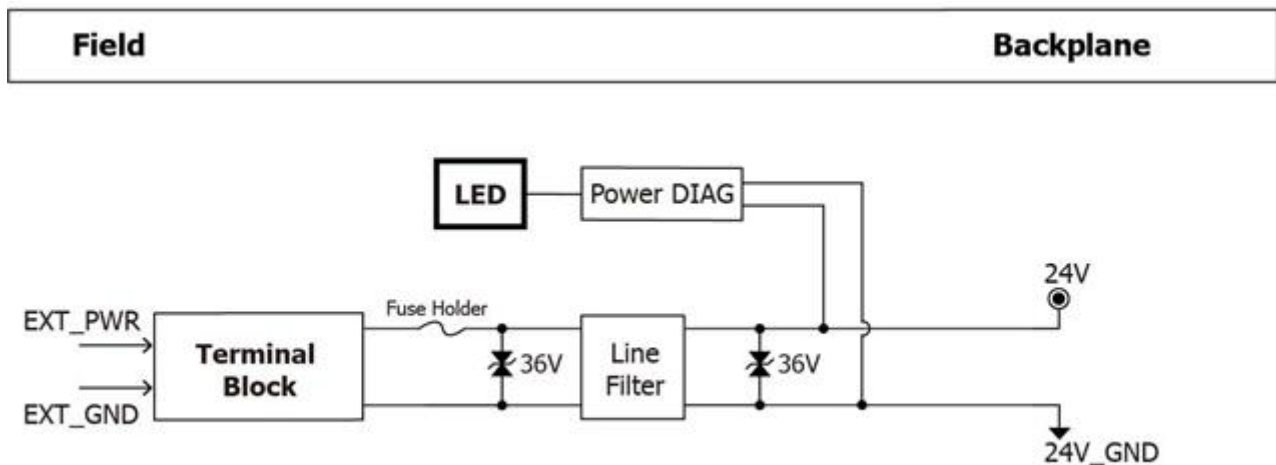 Field
Backplane
LED
Power DIAG
24V
Fuse Holder
EXT_PWR
Terminal
Block
36V
Line
Filter
36V
EXT_GND
24V_GND